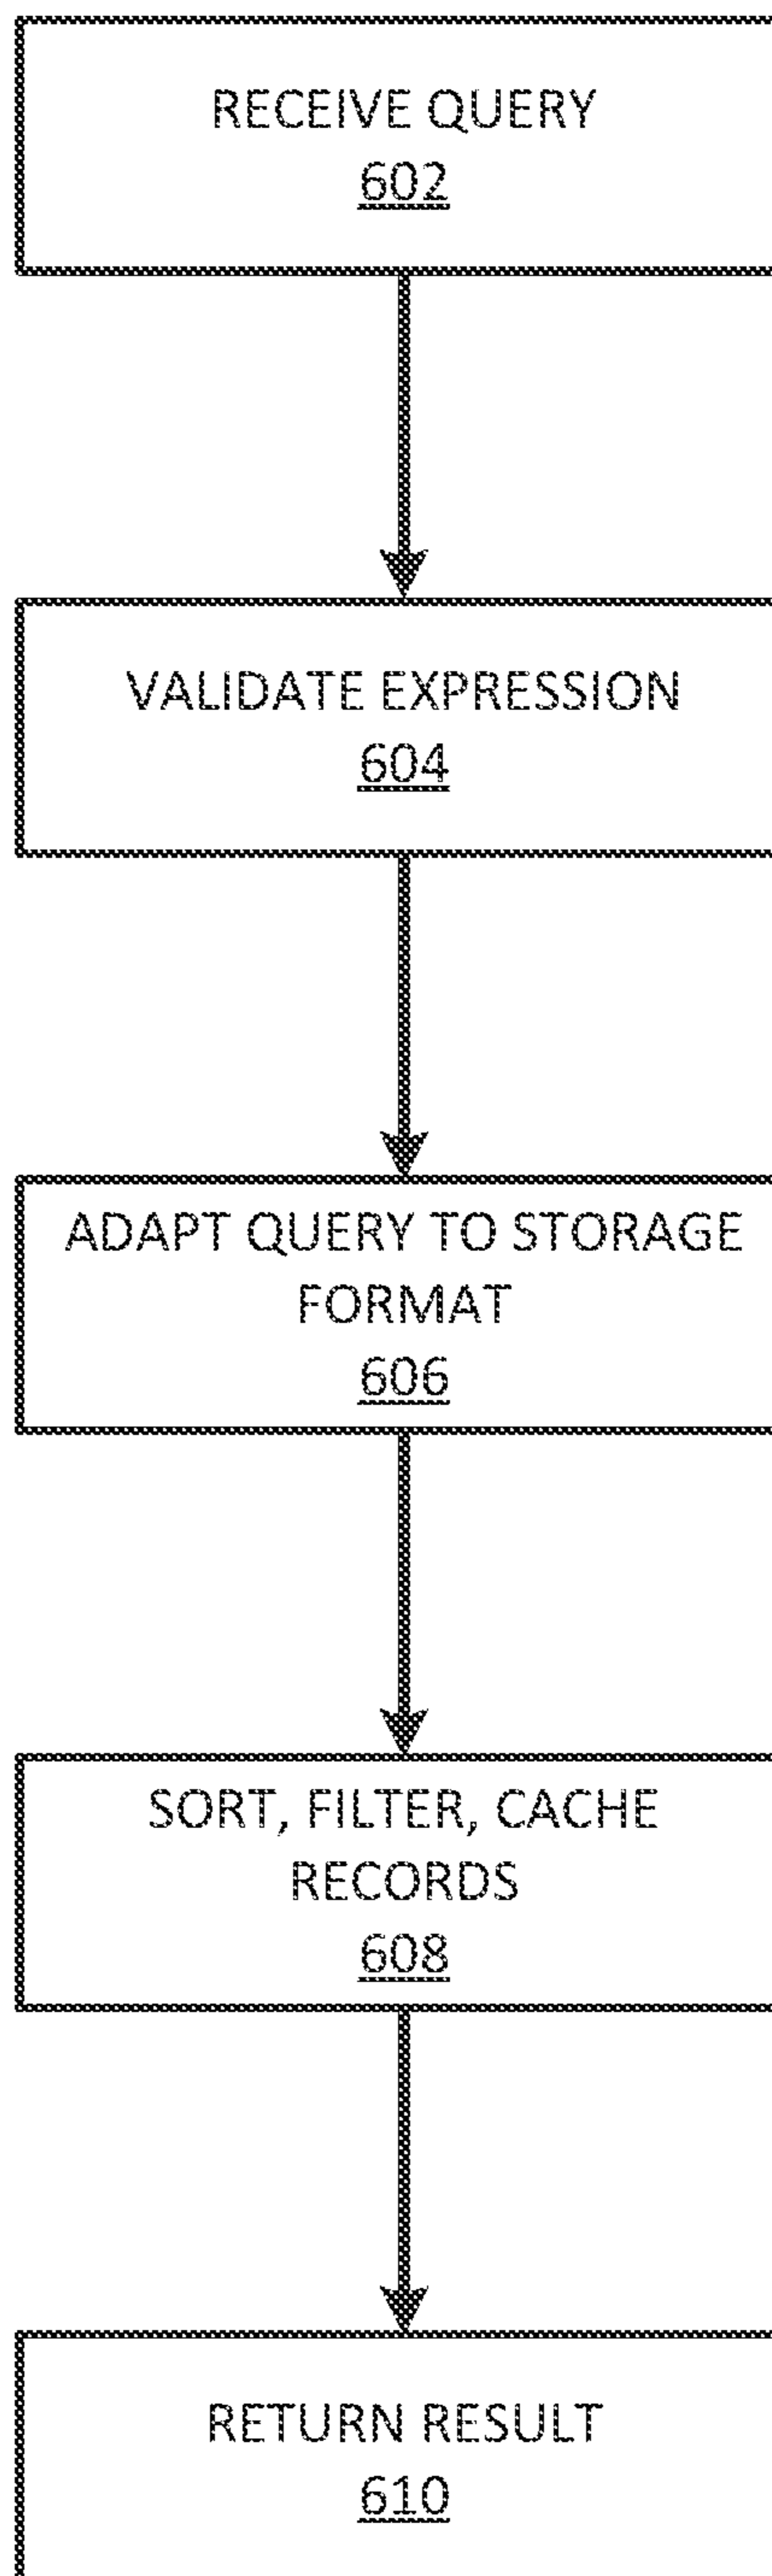 RECEIVE QUERY
602
VALIDATE EXPRESSION
604
ADAPT QUERY TO STORAGE
FORMAT
606
SORT, FILTER, CACHE
RECORDS
608
RETURN RESULT
610